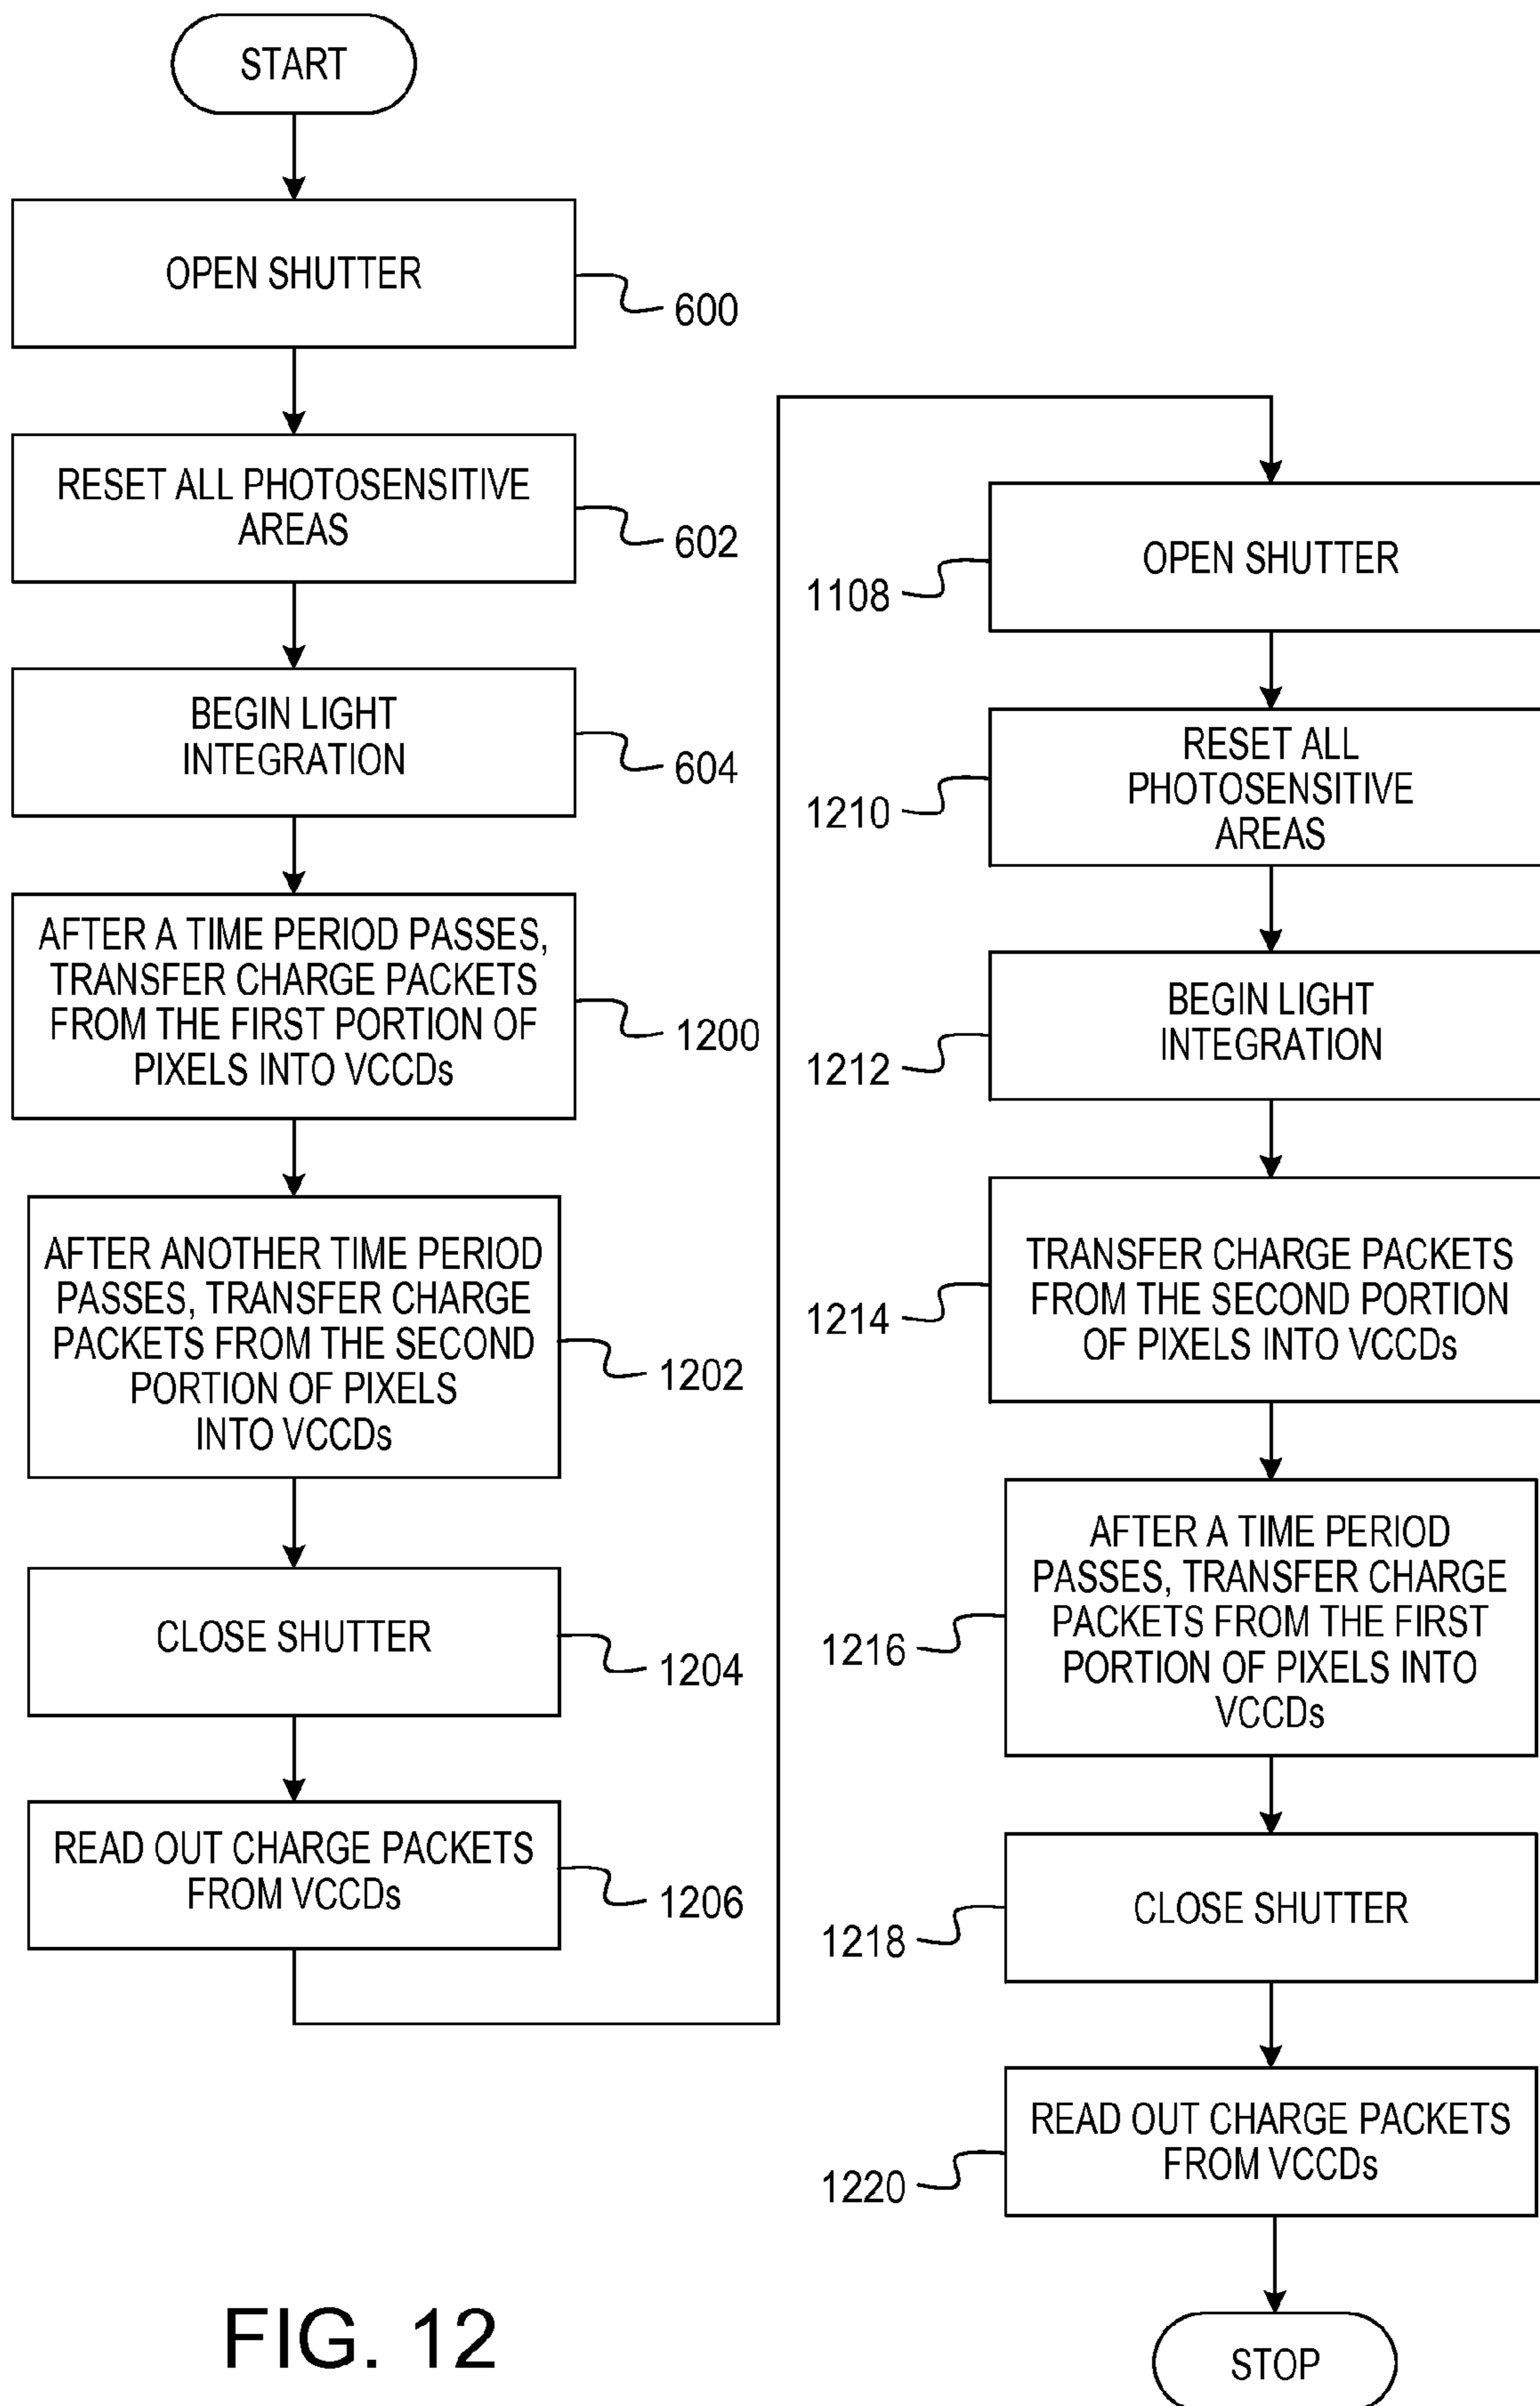 START
OPEN SHUTTER
600
RESET ALL PHOTOSENSITIVE
AREAS
602
BEGIN LIGHT
INTEGRATION
604
AFTER A TIME PERIOD PASSES,
TRANSFER CHARGE PACKETS
FROM THE FIRST PORTION OF
PIXELS INTO VCCDs
1200
AFTER ANOTHER TIME PERIOD
PASSES, TRANSFER CHARGE
PACKETS FROM THE SECOND
PORTION OF PIXELS
INTO VCCDs
1202
CLOSE SHUTTER
1204
READ OUT CHARGE PACKETS
FROM VCCDs
1206
OPEN SHUTTER
1108
RESET ALL
PHOTOSENSITIVE
AREAS
1210
BEGIN LIGHT
INTEGRATION
1212
TRANSFER CHARGE PACKETS
FROM THE SECOND PORTION
OF PIXELS INTO VCCDs
1214
AFTER A TIME PERIOD
PASSES, TRANSFER CHARGE
PACKETS FROM THE FIRST
PORTION OF PIXELS INTO
VCCDs
1216
CLOSE SHUTTER
1218
READ OUT CHARGE PACKETS
FROM VCCDs
1220
STOP
FIG. 12